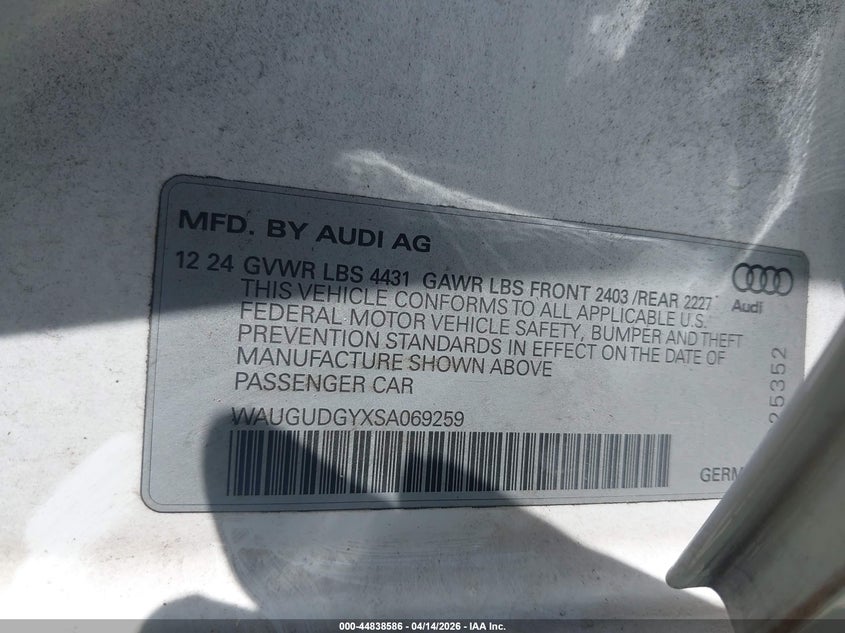 MFD. BY AUDI AG
12 24 GVWR LBS 4431 GAWR LBS FRONT 2403 /REAR 2227
THIS VEHICLE CONFORMS TO ALL APPLICABLE U.S.
FEDERAL MOTOR VEHICLE SAFETY, BUMPER AND THEFT
PREVENTION STANDARDS IN EFFECT ON THE DATE OF
MANUFACTURE SHOWN ABOVE
PASSENGER CAR
WAUGUDGYXSA069259
Audi
25352
000-44838586 - 04/14/2026 - IAA Inc.